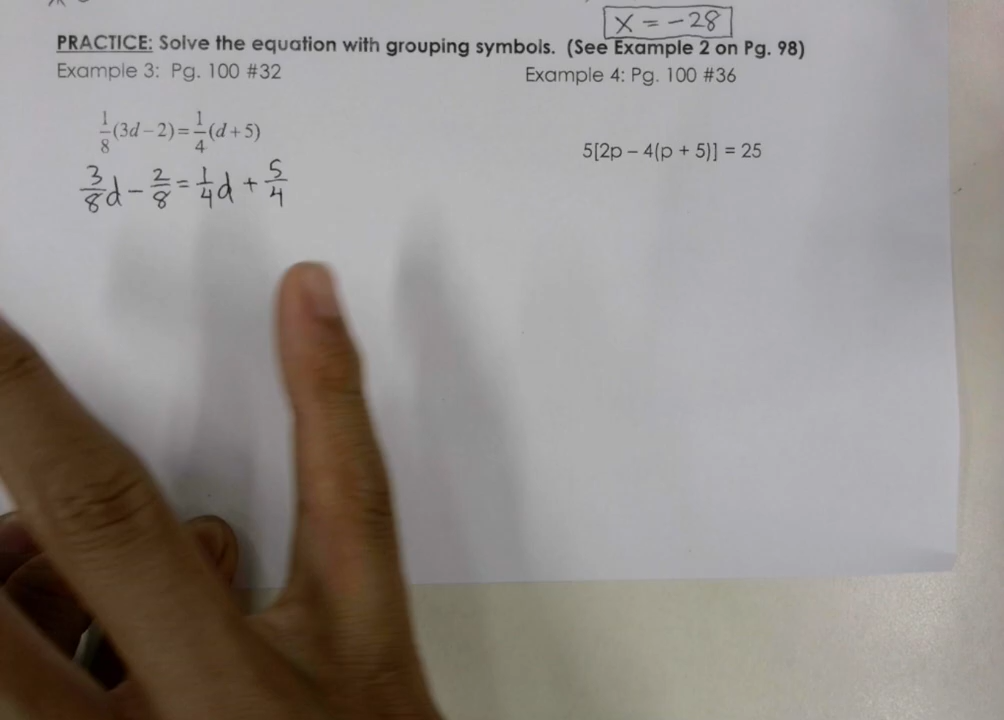 x = -28
PRACTICE: Solve the equation with grouping symbols. (See Example 2 on Pg. 98)
Example 3: Pg. 100 #32
Example 4: Pg. 100 #36
1/8(3d – 2) = 1/4(d + 5)
5[2p – 4(p + 5)] = 25
3/8d - 2/8 = 1/4d + 5/4